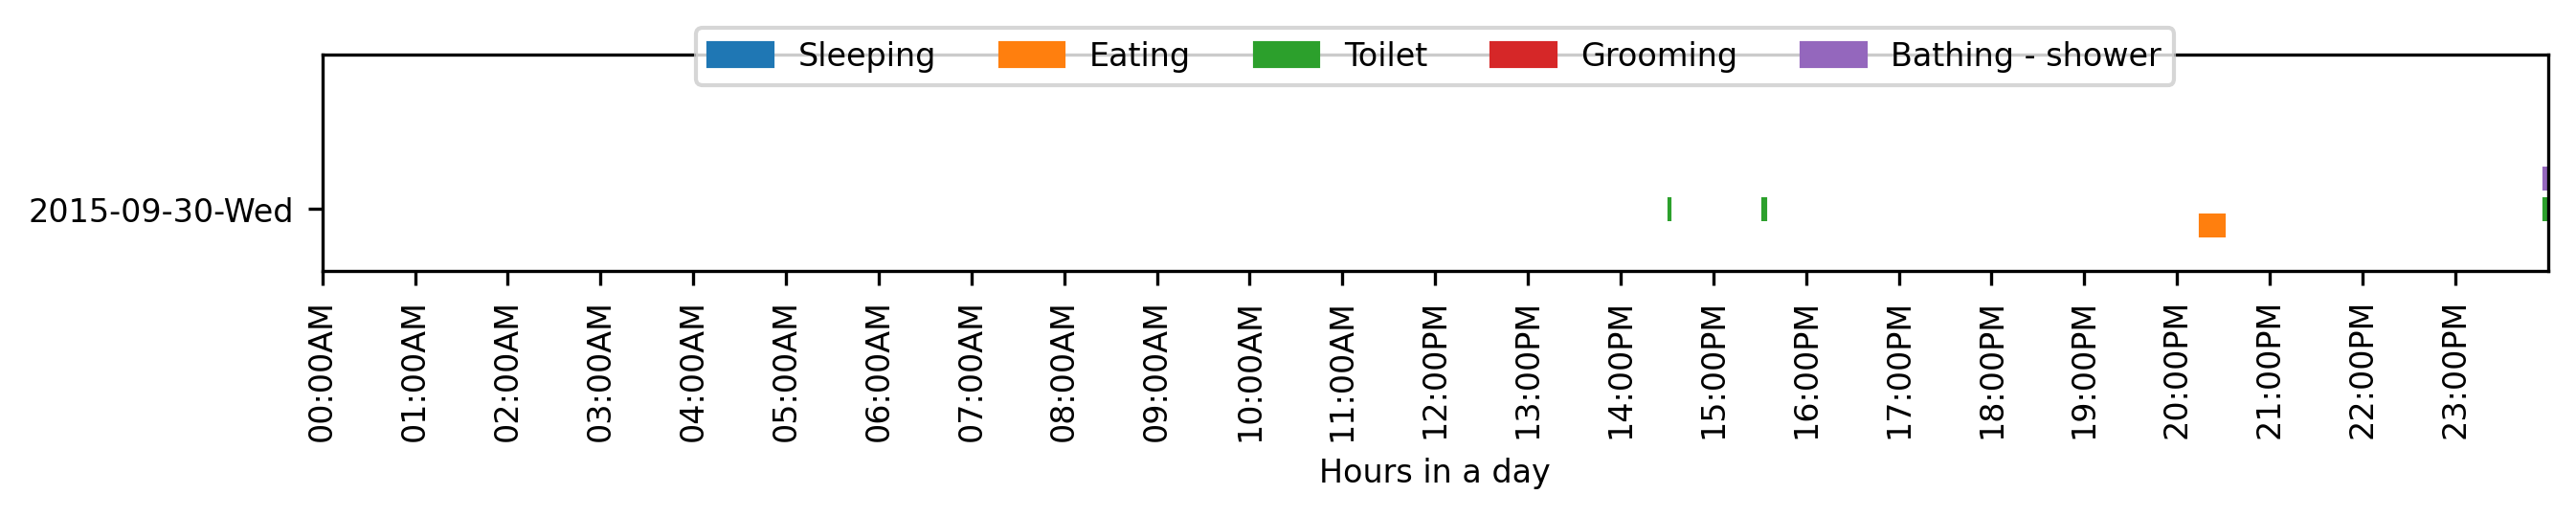 Sleeping Eating Toilet Grooming Bathing - shower
2015-09-30-Wed
00:00AM
01:00AM
02:00AM
03:00AM
04:00AM
05:00AM
06:00AM
07:00AM
08:00AM
09:00AM
10:00AM
11:00AM
12:00PM
13:00PM
14:00PM
15:00PM
16:00PM
17:00PM
18:00PM
19:00PM
20:00PM
21:00PM
22:00PM
23:00PM
Hours in a day